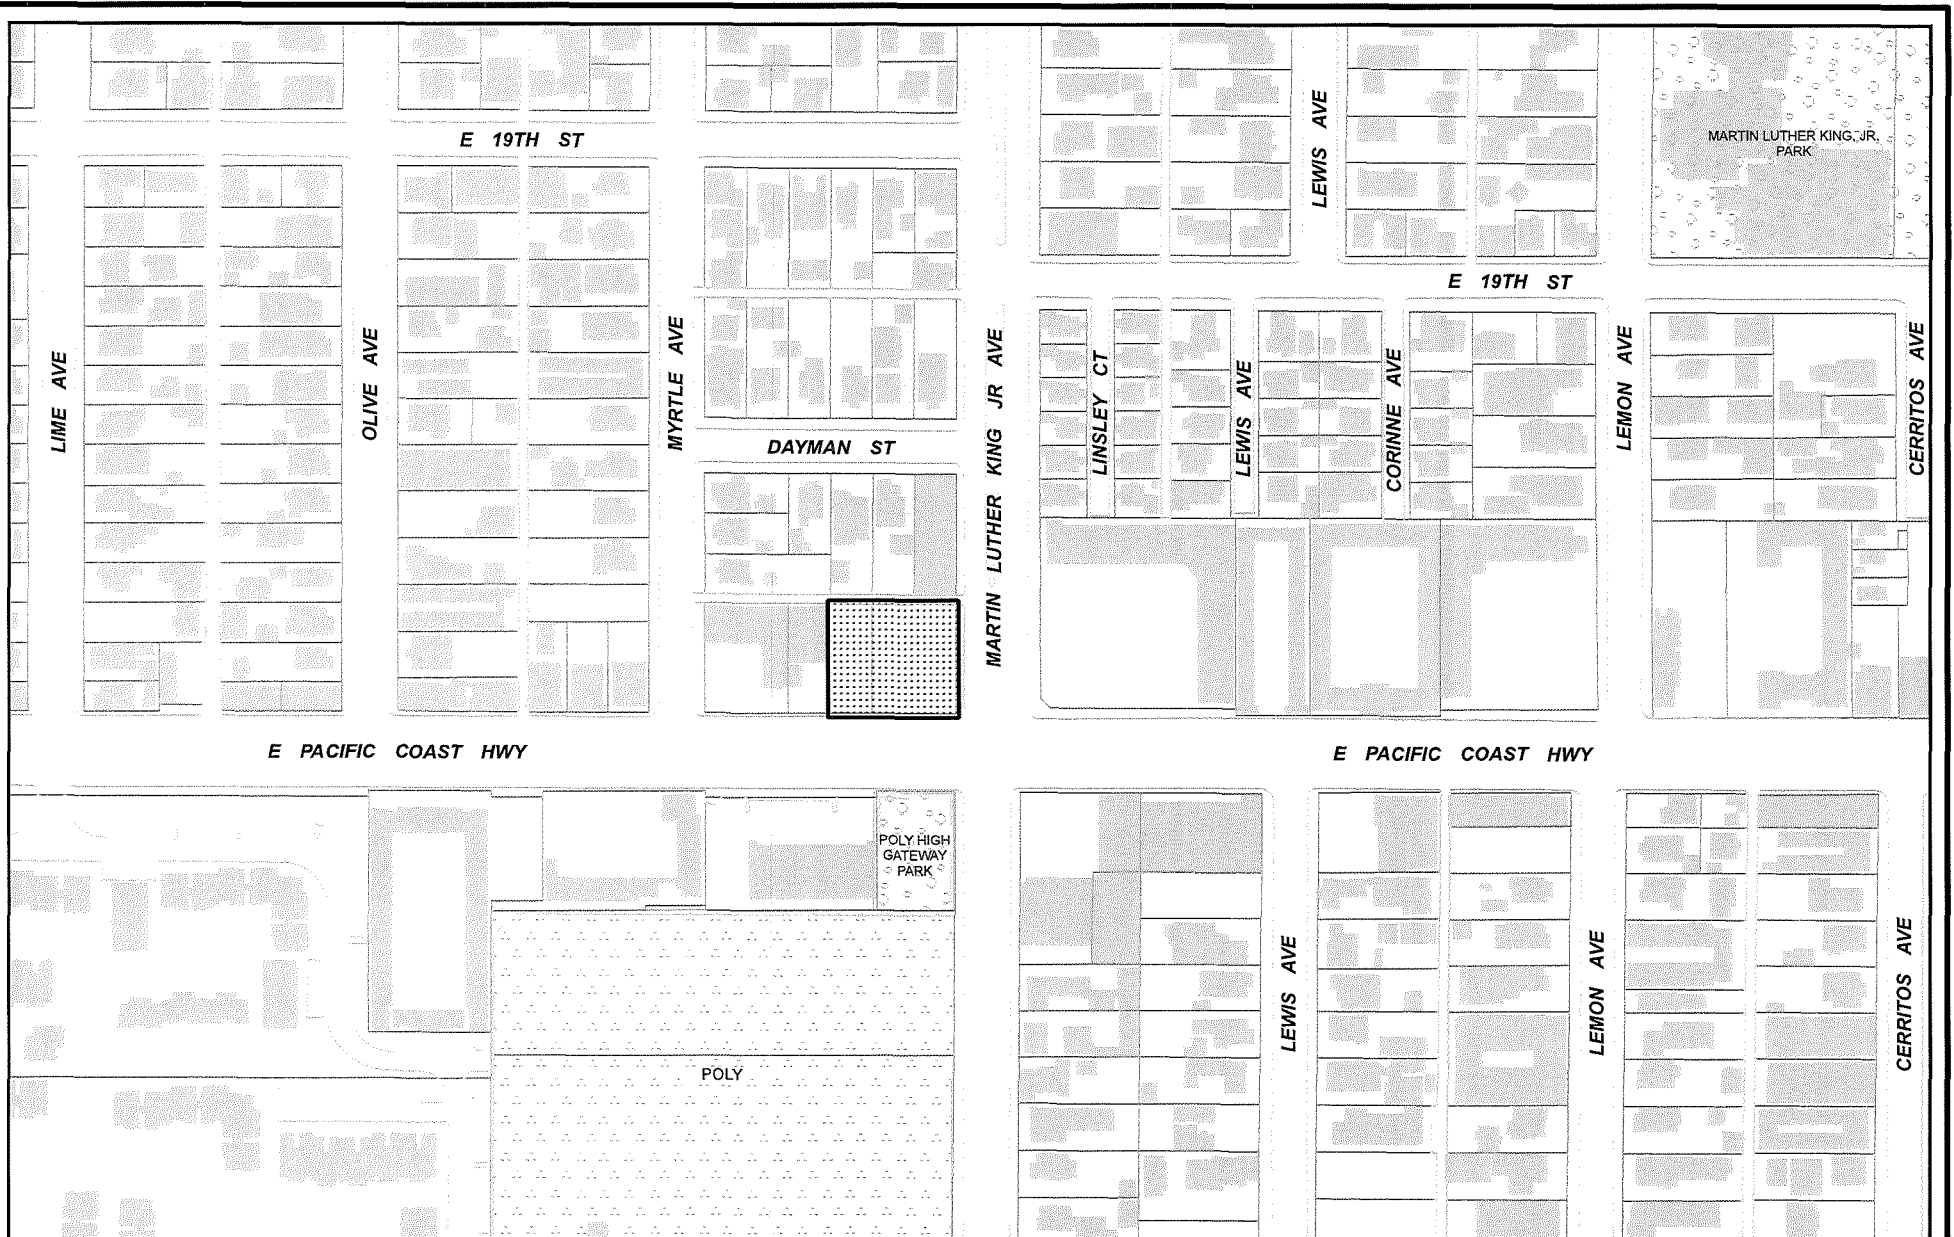 E 19TH ST
LEWIS AVE
MARTIN LUTHER KING, JR.
PARK
E 19TH ST
LIME AVE
OLIVE AVE
MYRTLE AVE
MARTIN LUTHER KING JR AVE
LINSLEY CT
LEWIS AVE
CORINNE AVE
LEMON AVE
CERRITOS AVE
DAYMAN ST
E PACIFIC COAST HWY
E PACIFIC COAST HWY
POLY HIGH
GATEWAY
PARK
LEWIS AVE
LEMON AVE
CERRITOS AVE
POLY